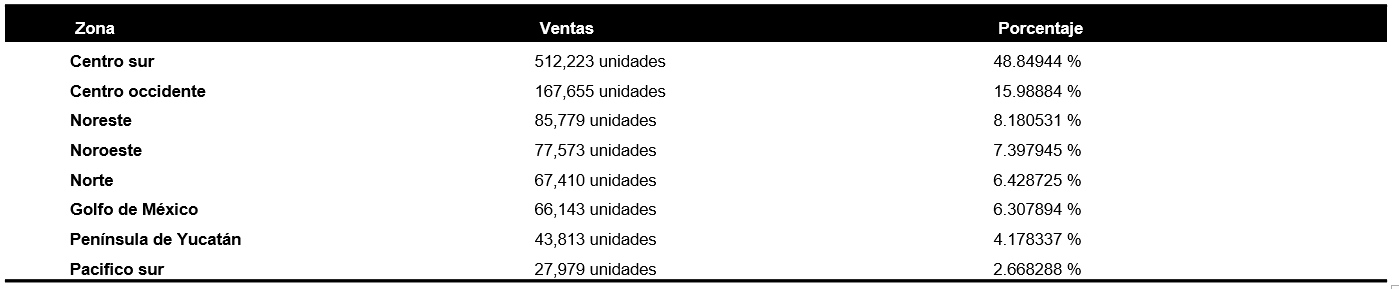 Zona Ventas Porcentaje
Centro sur 512,223 unidades 48.84944 %
Centro occidente 167,655 unidades 15.98884 %
Noreste 85,779 unidades 8.180531 %
Noroeste 77,573 unidades 7.397945 %
Norte 67,410 unidades 6.428725 %
Golfo de México 66,143 unidades 6.307894 %
Península de Yucatán 43,813 unidades 4.178337 %
Pacifico sur 27,979 unidades 2.668288 %